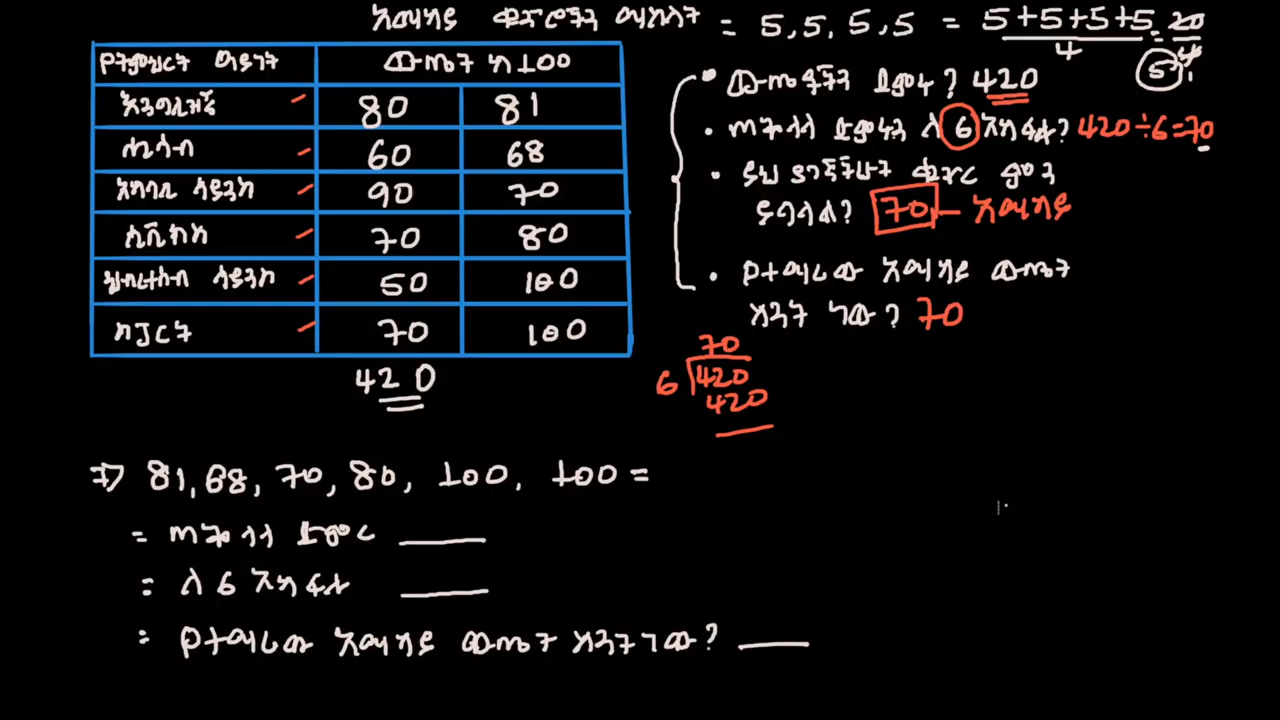 አማካይ ቁጥሮችን ማስላት = 5, 5, 5, 5 = 5+5+5+5 = 20
4
5
የትምህርት ዓይነት ውጤት ከ100
እንግሊዝኛ 80 81
ሒሳብ 60 68
አካባቢ ሳይንስ 90 70
ሲቪክስ 70 80
ህብረተሰብ ሳይንስ 50 100
ስፖርት 70 100
420
• ውጤቶችን ደምሩ? 420
• ጠቅላላ ድምሩን ለ 6 አካፍሉ? 420÷6=70
• ይህ ያገኛችሁት ቁጥር ምን
ይባላል? 70 – አማካይ
• የተማሪው አማካይ ውጤት
ስንት ነው? 70
70
6 420
420
⇒ 81, 68, 70, 80, 100, 100 =
= ጠቅላላ ድምር ____
= ለ 6 አካፍሉ ____
= የተማሪው አማካይ ውጤት ስንት ነው? ____